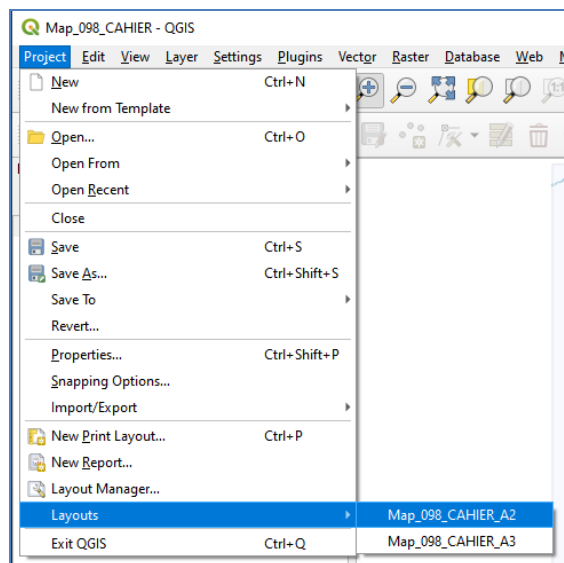 Map_098_CAHIER - QGIS
Project Edit View Layer Settings Plugins Vector Raster Database Web
New Ctrl+N
New from Template
Open... Ctrl+O
Open From
Open Recent
Close
Save Ctrl+S
Save As... Ctrl+Shift+S
Save To
Revert...
Properties... Ctrl+Shift+P
Snapping Options...
Import/Export
New Print Layout... Ctrl+P
New Report...
Layout Manager...
Layouts Map_098_CAHIER_A2
Exit QGIS Ctrl+Q Map_098_CAHIER_A3